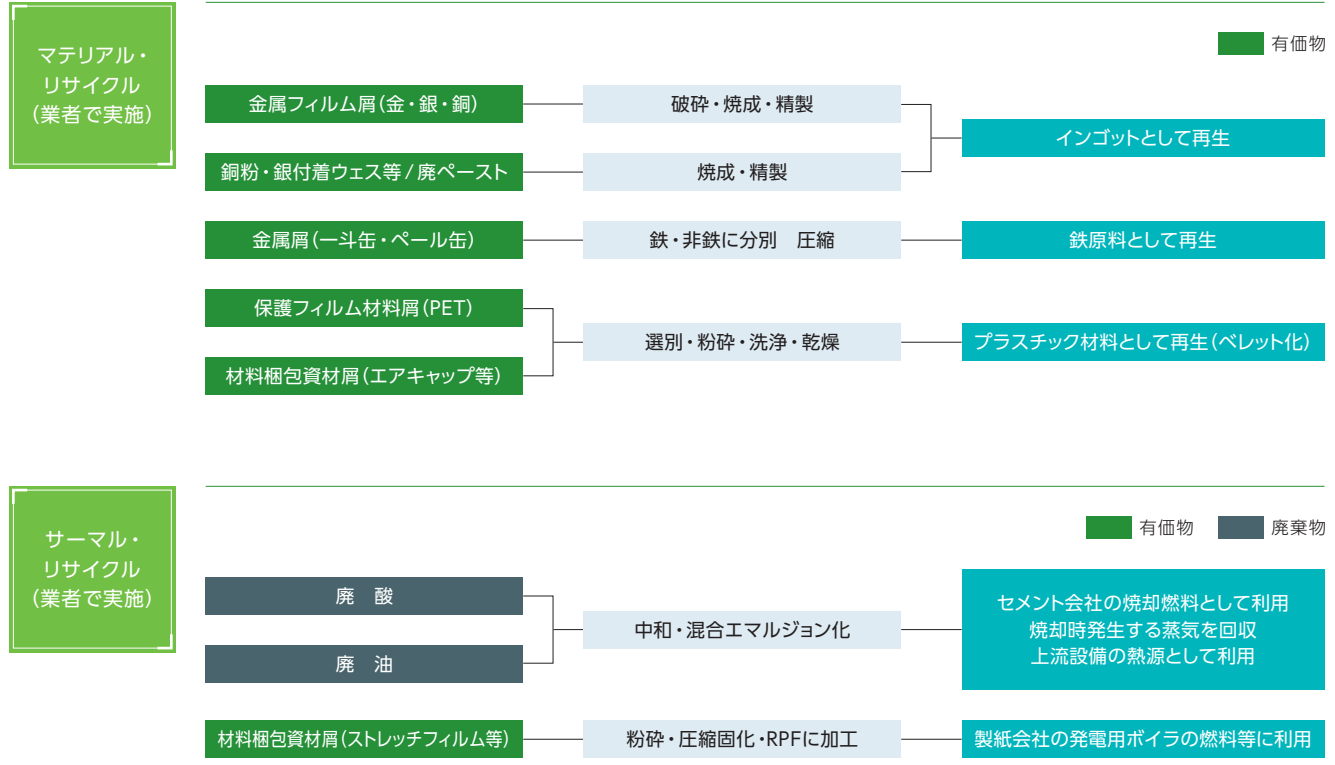 マテリアル・
リサイクル
(業者で実施)
有価物
金属フィルム屑(金・銀・銅)
破砕・焼成・精製
インゴットとして再生
銅粉・銀付着ウェス等/廃ペースト
焼成・精製
金属屑(一斗缶・ペール缶)
鉄・非鉄に分別　圧縮
鉄原料として再生
保護フィルム材料屑(PET)
選別・粉砕・洗浄・乾燥
プラスチック材料として再生(ペレット化)
材料梱包資材屑(エアキャップ等)
サーマル・
リサイクル
(業者で実施)
有価物
廃棄物
廃　酸
中和・混合エマルジョン化
セメント会社の焼却燃料として利用
焼却時発生する蒸気を回収
上流設備の熱源として利用
廃　油
材料梱包資材屑(ストレッチフィルム等)
粉砕・圧縮固化・RPFに加工
製紙会社の発電用ボイラの燃料等に利用